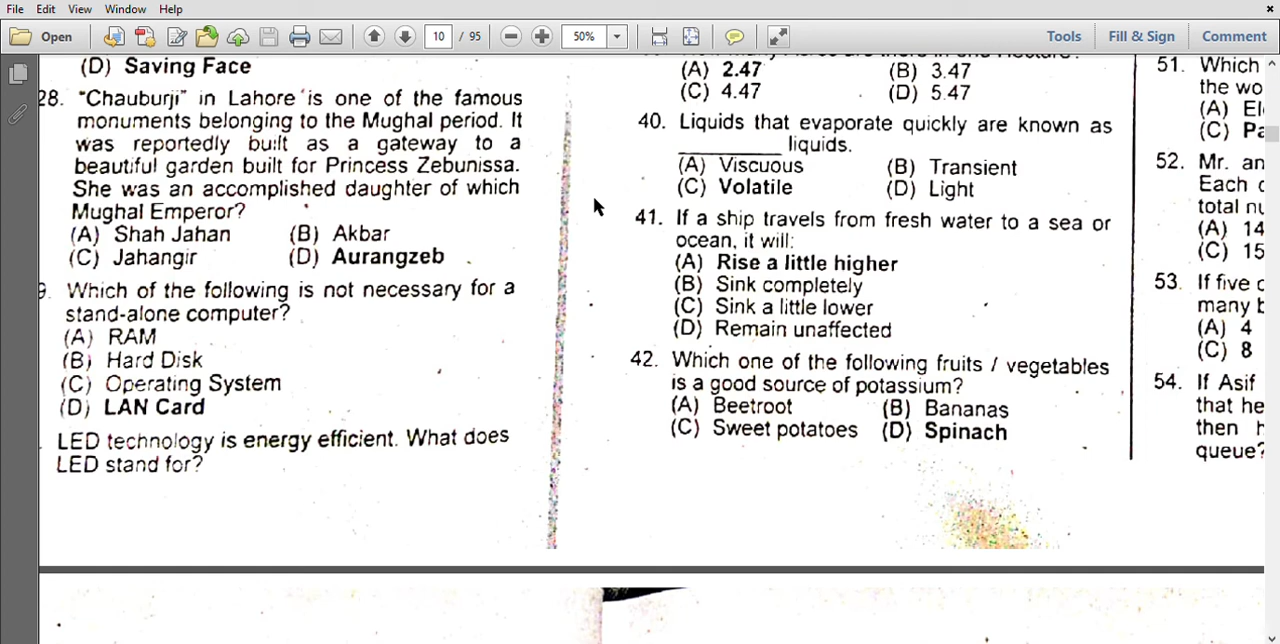 File Edit View Window Help
Open 10 / 95 50% Tools Fill & Sign Comment
(D) Saving Face
28. "Chauburji" in Lahore is one of the famous
monuments belonging to the Mughal period. It
was reportedly built as a gateway to a
beautiful garden built for Princess Zebunissa.
She was an accomplished daughter of which
Mughal Emperor?
(A) Shah Jahan (B) Akbar
(C) Jahangir (D) Aurangzeb
9. Which of the following is not necessary for a
stand-alone computer?
(A) RAM
(B) Hard Disk
(C) Operating System
(D) LAN Card
LED technology is energy efficient. What does
LED stand for?
(A) 2.47 (B) 3.47
(C) 4.47 (D) 5.47
40. Liquids that evaporate quickly are known as
__________ liquids.
(A) Viscuous (B) Transient
(C) Volatile (D) Light
41. If a ship travels from fresh water to a sea or
ocean, it will:
(A) Rise a little higher
(B) Sink completely
(C) Sink a little lower
(D) Remain unaffected
42. Which one of the following fruits / vegetables
is a good source of potassium?
(A) Beetroot (B) Bananas
(C) Sweet potatoes (D) Spinach
51. Which
the wo
(A) El
(C) Pa
52. Mr. an
Each
total nu
(A) 14
(C) 15
53. If five
many b
(A) 4
(C) 8
54. If Asif
that he
then h
queue?